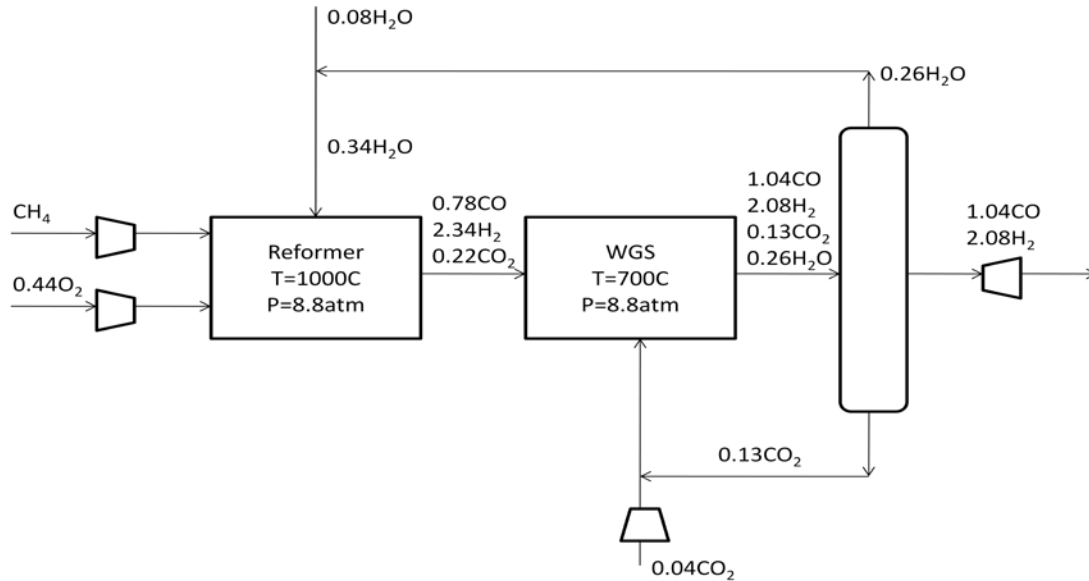 0.08H₂O
0.26H₂O
0.34H₂O
CH₄
0.44O₂
Reformer
T=1000C
P=8.8atm
0.78CO
2.34H₂
0.22CO₂
WGS
T=700C
P=8.8atm
1.04CO
2.08H₂
0.13CO₂
0.26H₂O
1.04CO
2.08H₂
0.13CO₂
0.04CO₂